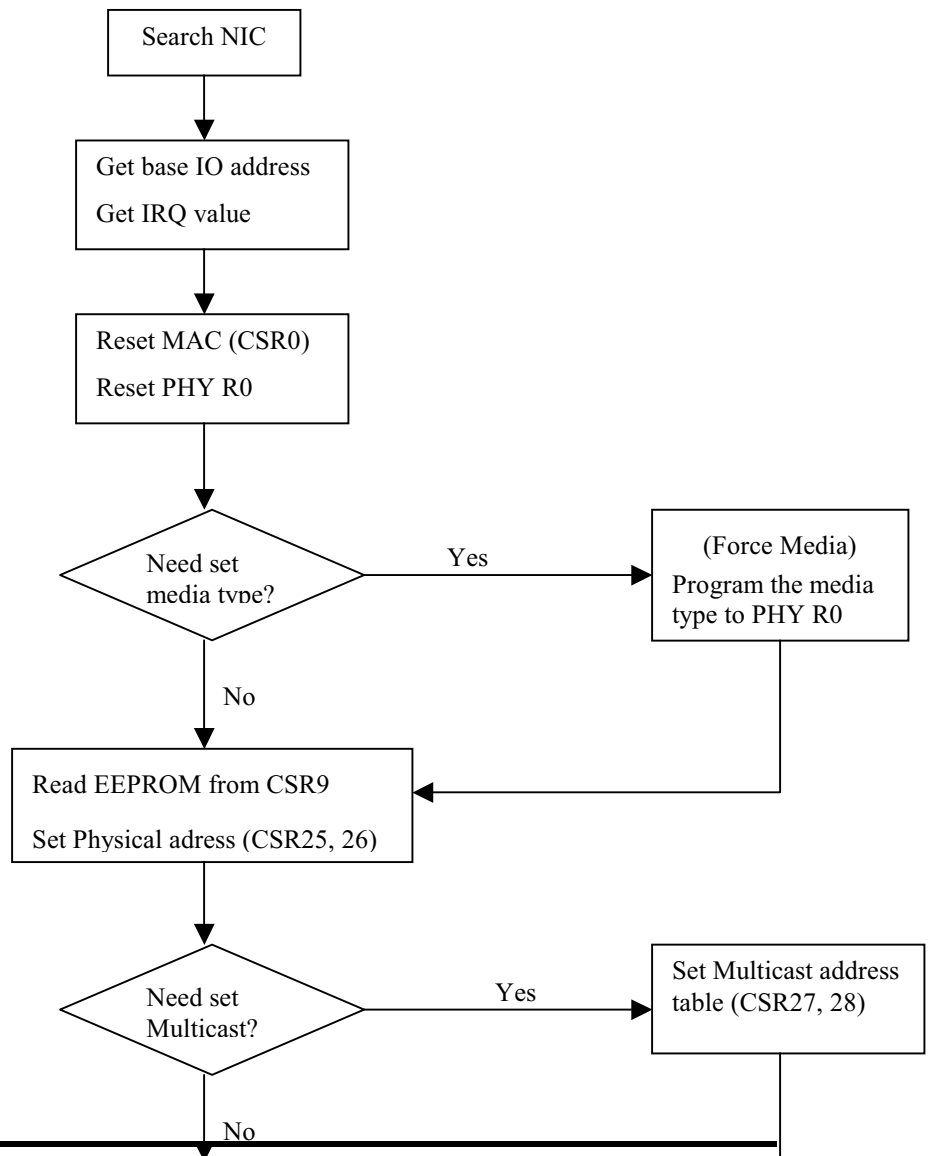 Search NIC
Get base IO address
Get IRQ value
Reset MAC (CSR0)
Reset PHY R0
Need set
media type?
Yes
(Force Media)
Program the media
type to PHY R0
No
Read EEPROM from CSR9
Set Physical adress (CSR25, 26)
Need set
Multicast?
Yes
Set Multicast address
table (CSR27, 28)
No